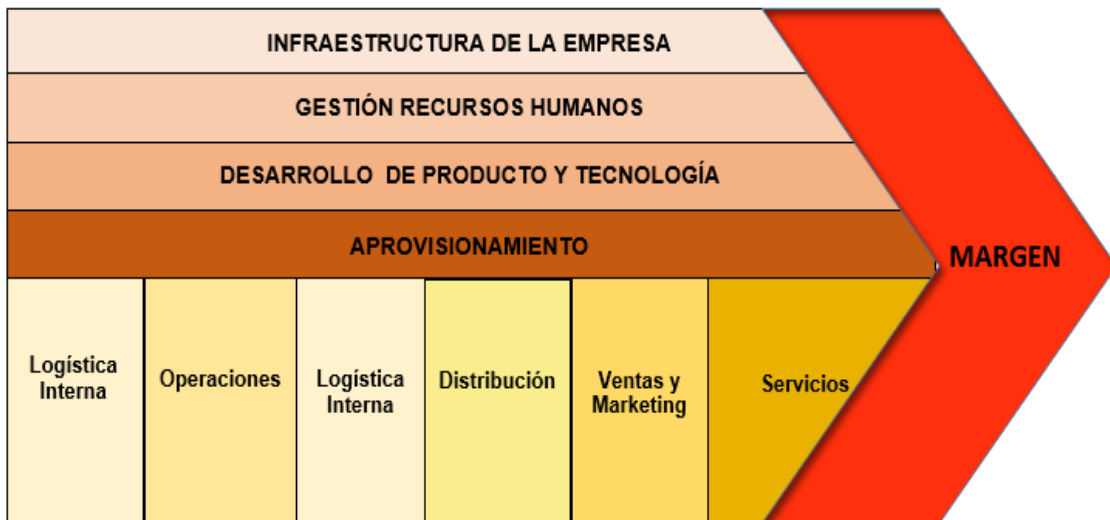 INFRAESTRUCTURA DE LA EMPRESA
GESTIÓN RECURSOS HUMANOS
DESARROLLO DE PRODUCTO Y TECNOLOGÍA
APROVISIONAMIENTO
MARGEN
Logística
Interna
Operaciones
Logística
Interna
Distribución
Ventas y
Marketing
Servicios